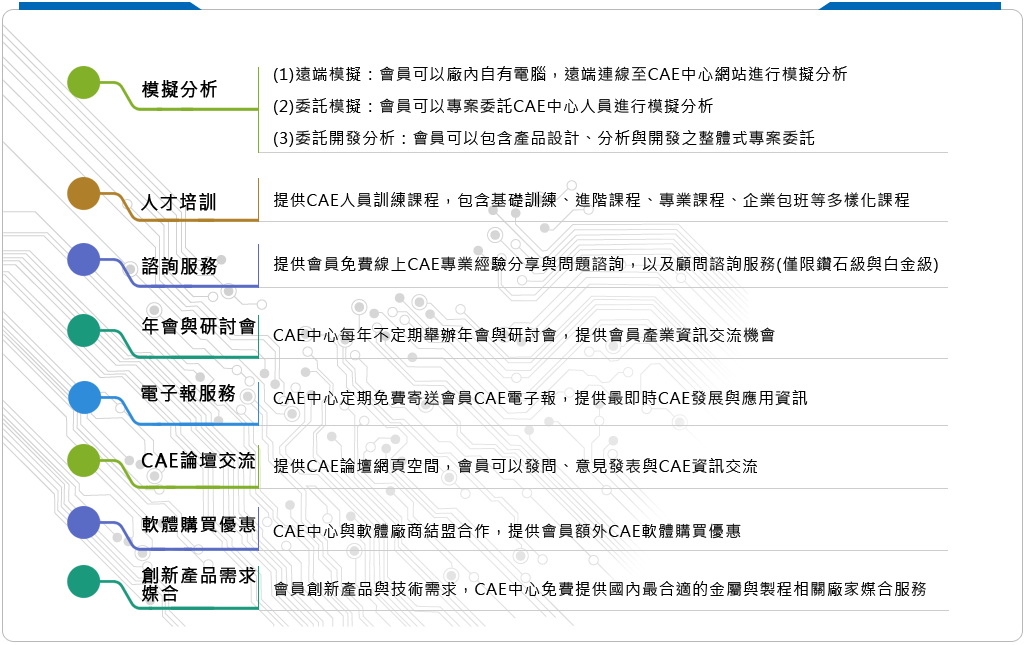 模擬分析
(1)遠端模擬：會員可以廠內自有電腦，遠端連線至CAE中心網站進行模擬分析
(2)委託模擬：會員可以專案委託CAE中心人員進行模擬分析
(3)委託開發分析：會員可以包含產品設計、分析與開發之整體式專案委託
人才培訓
提供CAE人員訓練課程，包含基礎訓練、進階課程、專業課程、企業包班等多樣化課程
諮詢服務
提供會員免費線上CAE專業經驗分享與問題諮詢，以及顧問諮詢服務(僅限鑽石級與白金級)
年會與研討會
CAE中心每年不定期舉辦年會與研討會，提供會員產業資訊交流機會
電子報服務
CAE中心定期免費寄送會員CAE電子報，提供最即時CAE發展與應用資訊
CAE論壇交流
提供CAE論壇網頁空間，會員可以發問、意見發表與CAE資訊交流
軟體購買優惠
CAE中心與軟體廠商結盟合作，提供會員額外CAE軟體購買優惠
創新產品需求
媒合
會員創新產品與技術需求，CAE中心免費提供國內最合適的金屬與製程相關廠家媒合服務